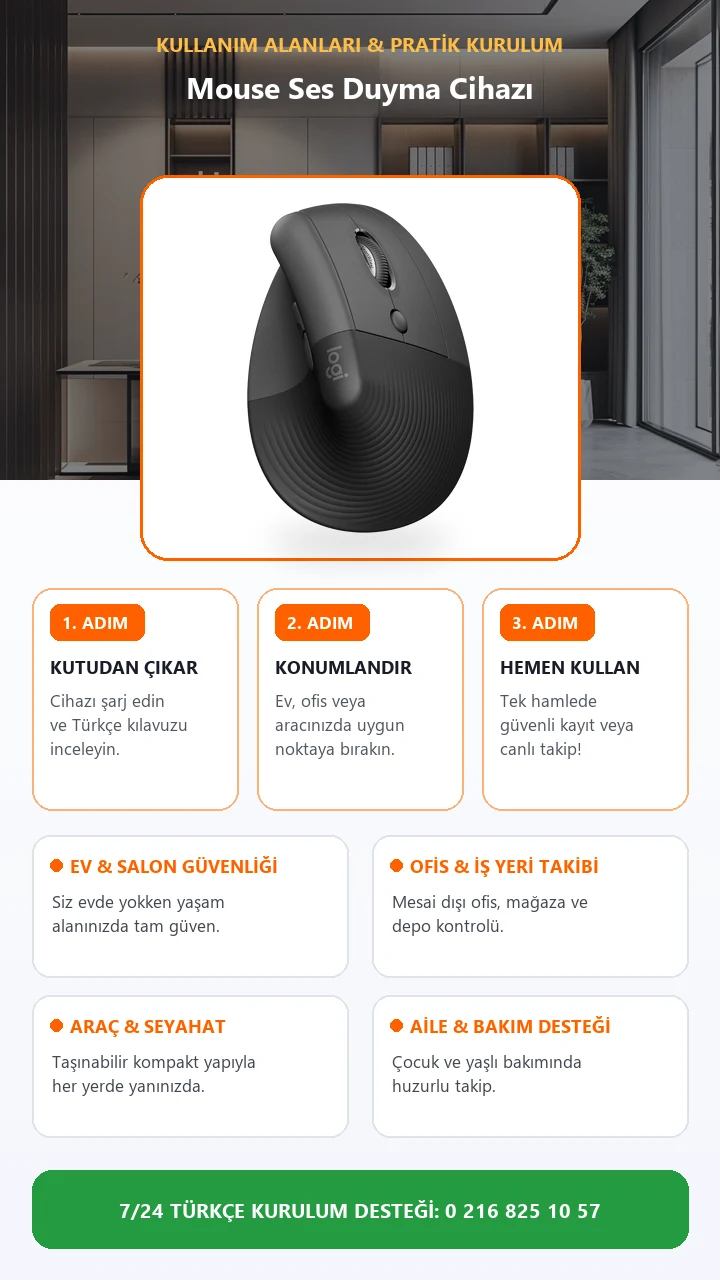 KULLANIM ALANLARI & PRATİK KURULUM
Mouse Ses Duyma Cihazı
logi
1. ADIM
KUTUDAN ÇIKAR
Cihazı şarj edin
ve Türkçe kılavuzu
inceleyin.
2. ADIM
KONUMLANDIR
Ev, ofis veya
aracınızda uygun
noktaya bırakın.
3. ADIM
HEMEN KULLAN
Tek hamlede
güvenli kayıt veya
canlı takip!
EV & SALON GÜVENLİĞİ
Siz evde yokken yaşam
alanınızda tam güven.
OFİS & İŞ YERİ TAKİBİ
Mesai dışı ofis, mağaza ve
depo kontrolü.
ARAÇ & SEYAHAT
Taşınabilir kompakt yapıyla
her yerde yanınızda.
AİLE & BAKIM DESTEĞİ
Çocuk ve yaşlı bakımında
huzurlu takip.
7/24 TÜRKÇE KURULUM DESTEĞİ: 0 216 825 10 57